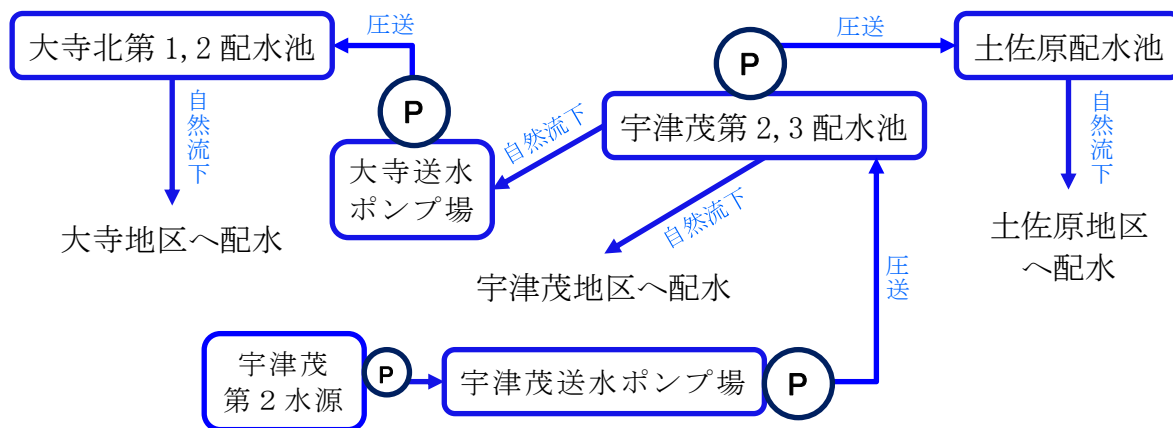 圧送
大寺北第1,2配水池
自然流下
大寺地区へ配水
P
大寺送水
ポンプ場
自然流下
P
圧送
宇津茂第2,3配水池
自然流下
宇津茂地区へ配水
土佐原配水池
自然流下
土佐原地区
へ配水
圧送
宇津茂
第2水源
P
宇津茂送水ポンプ場
P